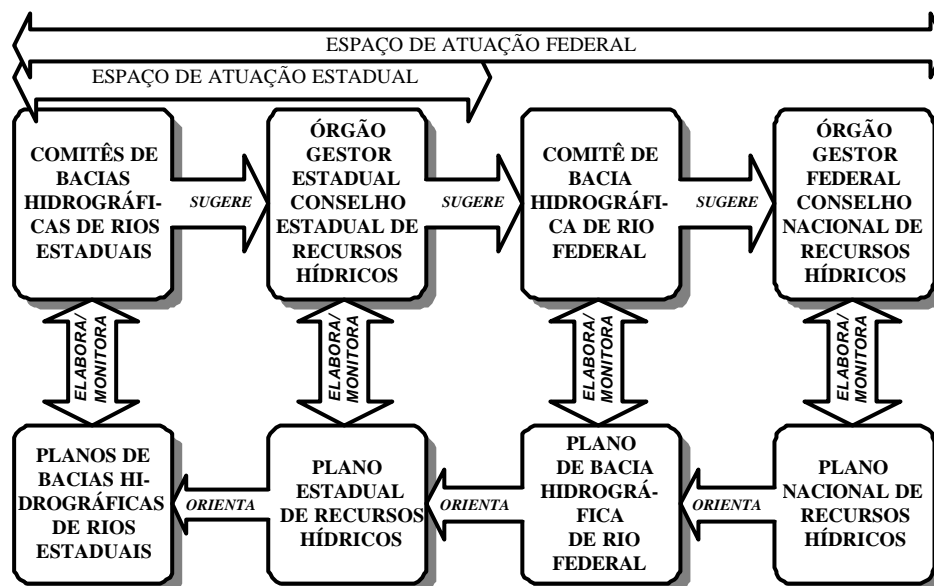 ESPAÇO DE ATUAÇÃO FEDERAL
ESPAÇO DE ATUAÇÃO ESTADUAL
COMITÊS DE
BACIAS
HIDROGRÁFI-
CAS DE RIOS
ESTADUAIS
SUGERE
ÓRGÃO
GESTOR
ESTADUAL
CONSELHO
ESTADUAL DE
RECURSOS
HÍDRICOS
SUGERE
COMITÊ DE
BACIA
HIDROGRÁFI-
CA DE RIO
FEDERAL
SUGERE
ÓRGÃO
GESTOR
FEDERAL
CONSELHO
NACIONAL DE
RECURSOS
HÍDRICOS
ELABORA/
MONITORA
ELABORA/
MONITORA
ELABORA/
MONITORA
ELABORA/
MONITORA
PLANOS DE
BACIAS HI-
DROGRÁFICAS
DE RIOS
ESTADUAIS
ORIENTA
PLANO
ESTADUAL
DE RECURSOS
HÍDRICOS
ORIENTA
PLANO
DE BACIA
HIDROGRÁ-
FICA
DE RIO
FEDERAL
ORIENTA
PLANO
NACIONAL DE
RECURSOS
HÍDRICOS